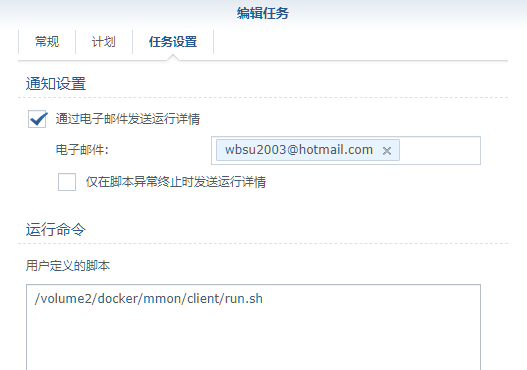 编辑任务
常规 计划 任务设置
通知设置
通过电子邮件发送运行详情
电子邮件: wbsu2003@hotmail.com
仅在脚本异常终止时发送运行详情
运行命令
用户定义的脚本
/volume2/docker/mmon/client/run.sh